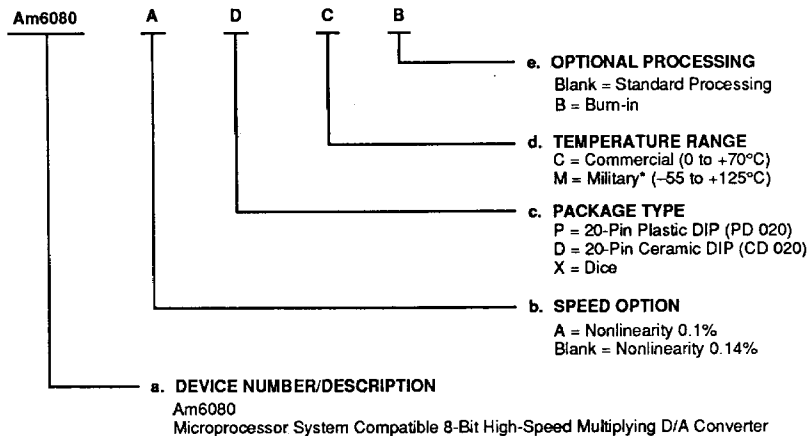 Am6080 A D C B
e. OPTIONAL PROCESSING
Blank = Standard Processing
B = Burn-in
d. TEMPERATURE RANGE
C = Commercial (0 to +70°C)
M = Military* (–55 to +125°C)
c. PACKAGE TYPE
P = 20-Pin Plastic DIP (PD 020)
D = 20-Pin Ceramic DIP (CD 020)
X = Dice
b. SPEED OPTION
A = Nonlinearity 0.1%
Blank = Nonlinearity 0.14%
a. DEVICE NUMBER/DESCRIPTION
Am6080
Microprocessor System Compatible 8-Bit High-Speed Multiplying D/A Converter